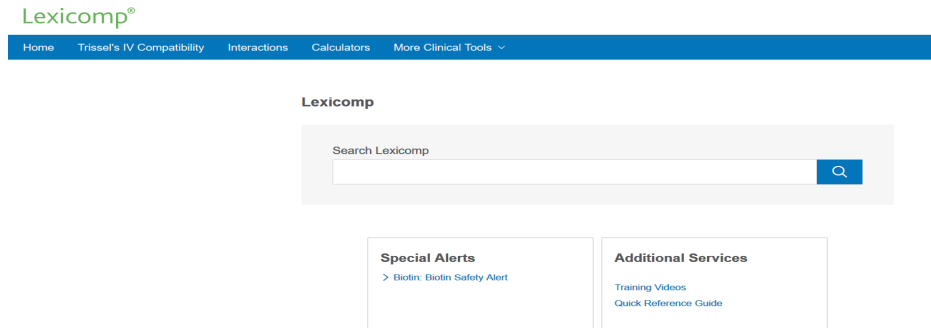 Lexicomp®
Home Trissel's IV Compatibility Interactions Calculators More Clinical Tools
Lexicomp
Search Lexicomp
Special Alerts
> Biotin: Biotin Safety Alert
Additional Services
Training Videos
Quick Reference Guide